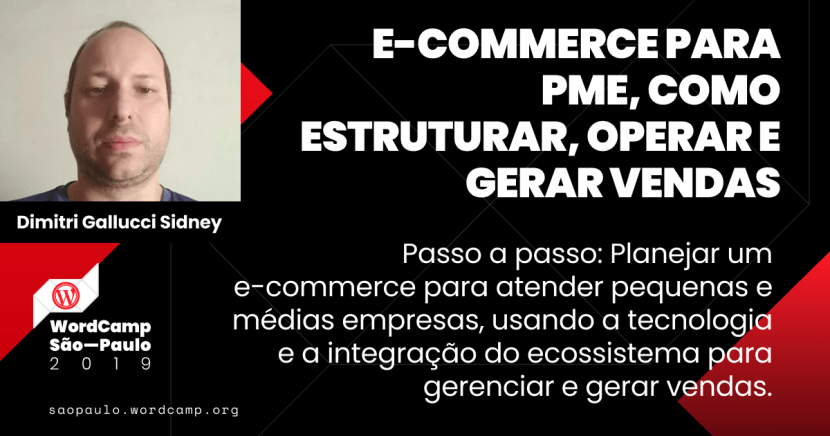 E-COMMERCE PARA
PME, COMO
ESTRUTURAR, OPERAR E
GERAR VENDAS
Dimitri Gallucci Sidney
Passo a passo: Planejar um
e-commerce para atender pequenas e
médias empresas, usando a tecnologia
e a integração do ecossistema para
gerenciar e gerar vendas.
WordCamp
São—Paulo
2019
saopaulo.wordcamp.org